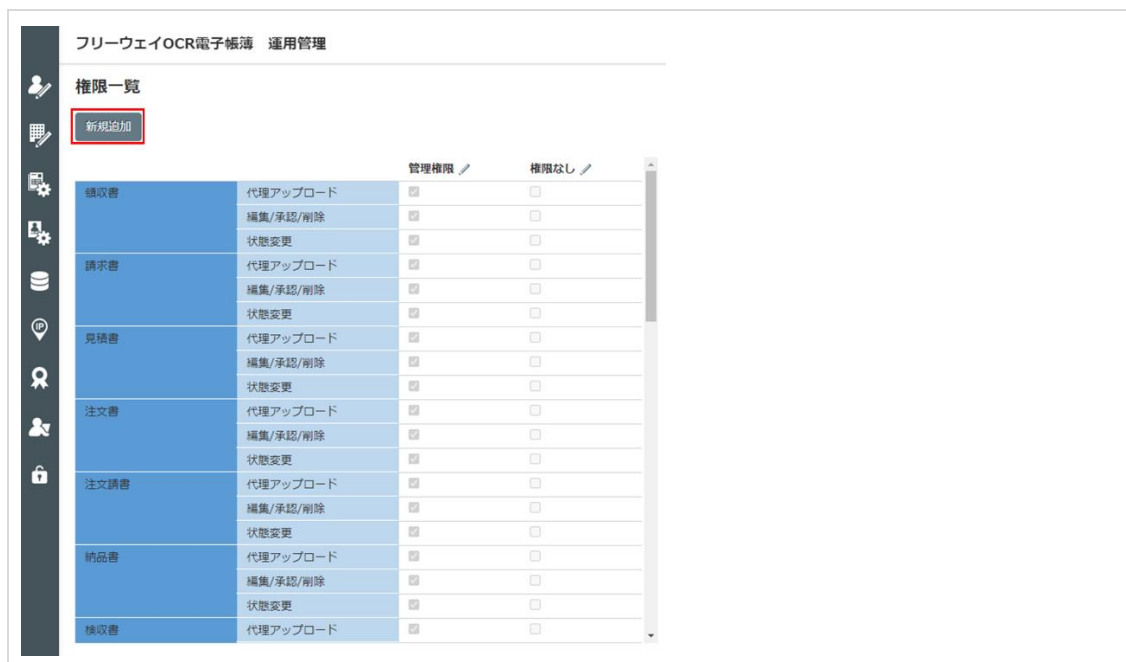 フリーウェイOCR電子帳簿　運用管理
権限一覧
新規追加
管理権限 権限なし
領収書 代理アップロード
編集/承認/削除
状態変更
請求書 代理アップロード
編集/承認/削除
状態変更
見積書 代理アップロード
編集/承認/削除
状態変更
注文書 代理アップロード
編集/承認/削除
状態変更
注文請書 代理アップロード
編集/承認/削除
状態変更
納品書 代理アップロード
編集/承認/削除
状態変更
検収書 代理アップロード
IP